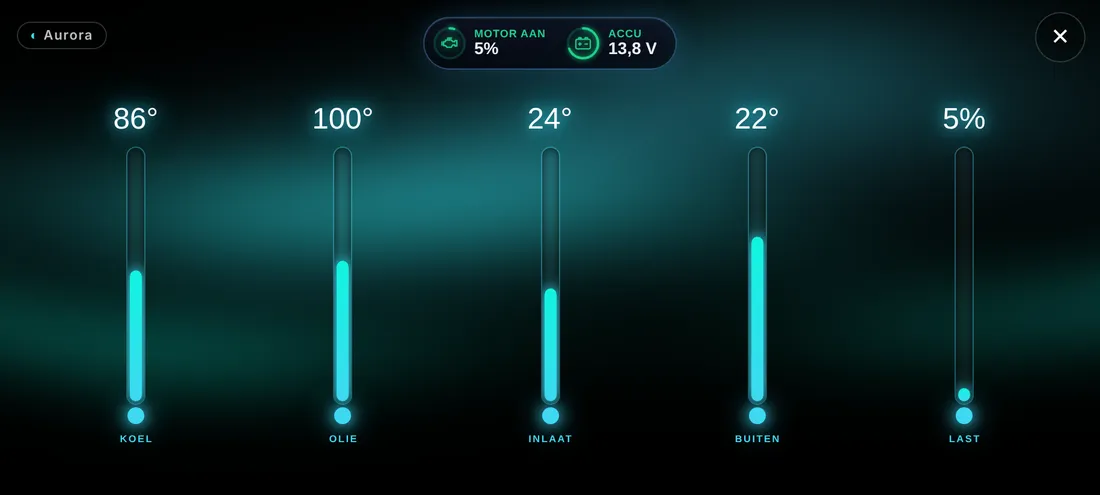 Aurora
MOTOR AAN
5%
ACCU
13,8 V
✕
86°
100°
24°
22°
5%
KOEL
OLIE
INLAAT
BUITEN
LAST